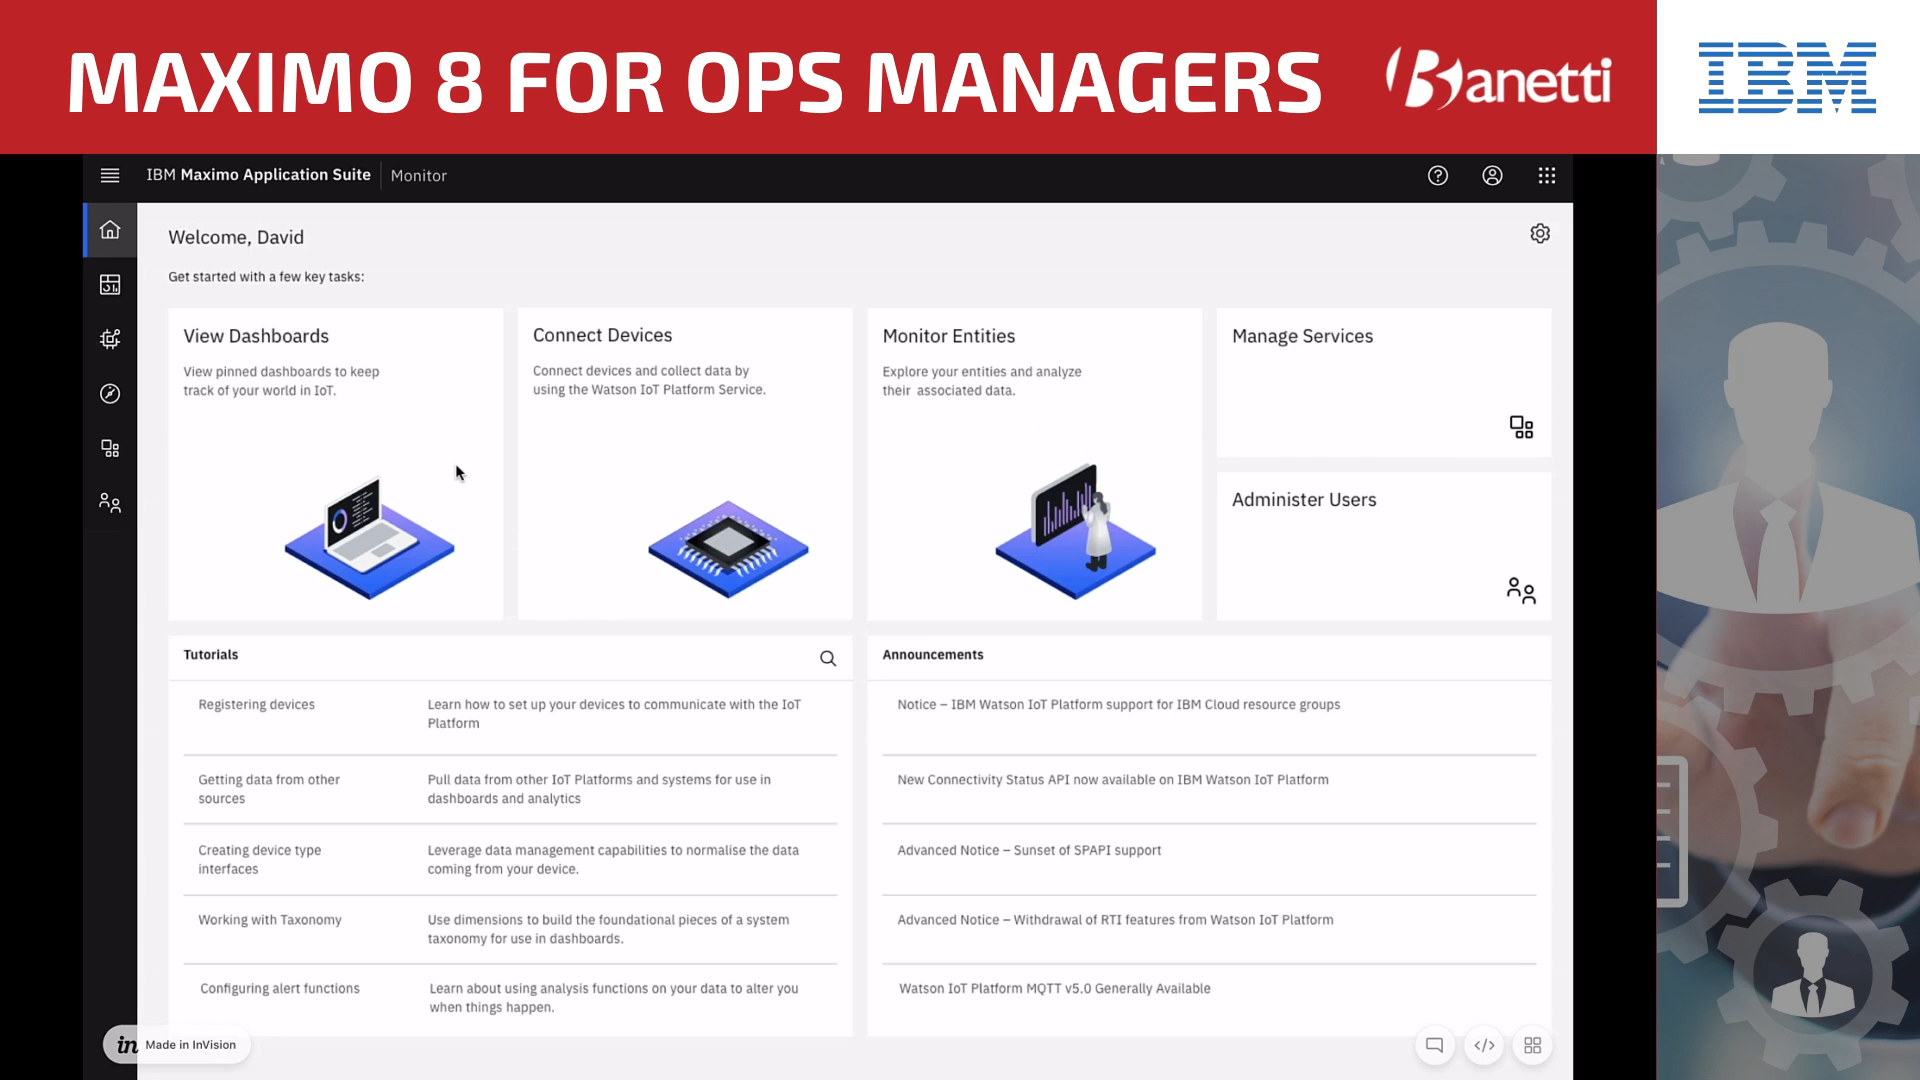 MAXIMO 8 FOR OPS MANAGERS
Banetti
IBM
IBM Maximo Application Suite
Monitor
Welcome, David
Get started with a few key tasks:
View Dashboards
View pinned dashboards to keep
track of your world in IoT.
Connect Devices
Connect devices and collect data by
using the Watson IoT Platform Service.
Monitor Entities
Explore your entities and analyze
their associated data.
Manage Services
Administer Users
Tutorials
Registering devices
Learn how to set up your devices to communicate with the IoT
Platform
Getting data from other
sources
Pull data from other IoT Platforms and systems for use in
dashboards and analytics
Creating device type
interfaces
Leverage data management capabilities to normalise the data
coming from your device.
Working with Taxonomy
Use dimensions to build the foundational pieces of a system
taxonomy for use in dashboards.
Configuring alert functions
Learn about using analysis functions on your data to alter you
when things happen.
Announcements
Notice – IBM Watson IoT Platform support for IBM Cloud resource groups
New Connectivity Status API now available on IBM Watson IoT Platform
Advanced Notice – Sunset of SPAPI support
Advanced Notice – Withdrawal of RTI features from Watson IoT Platform
Watson IoT Platform MQTT v5.0 Generally Available
in Made in InVision